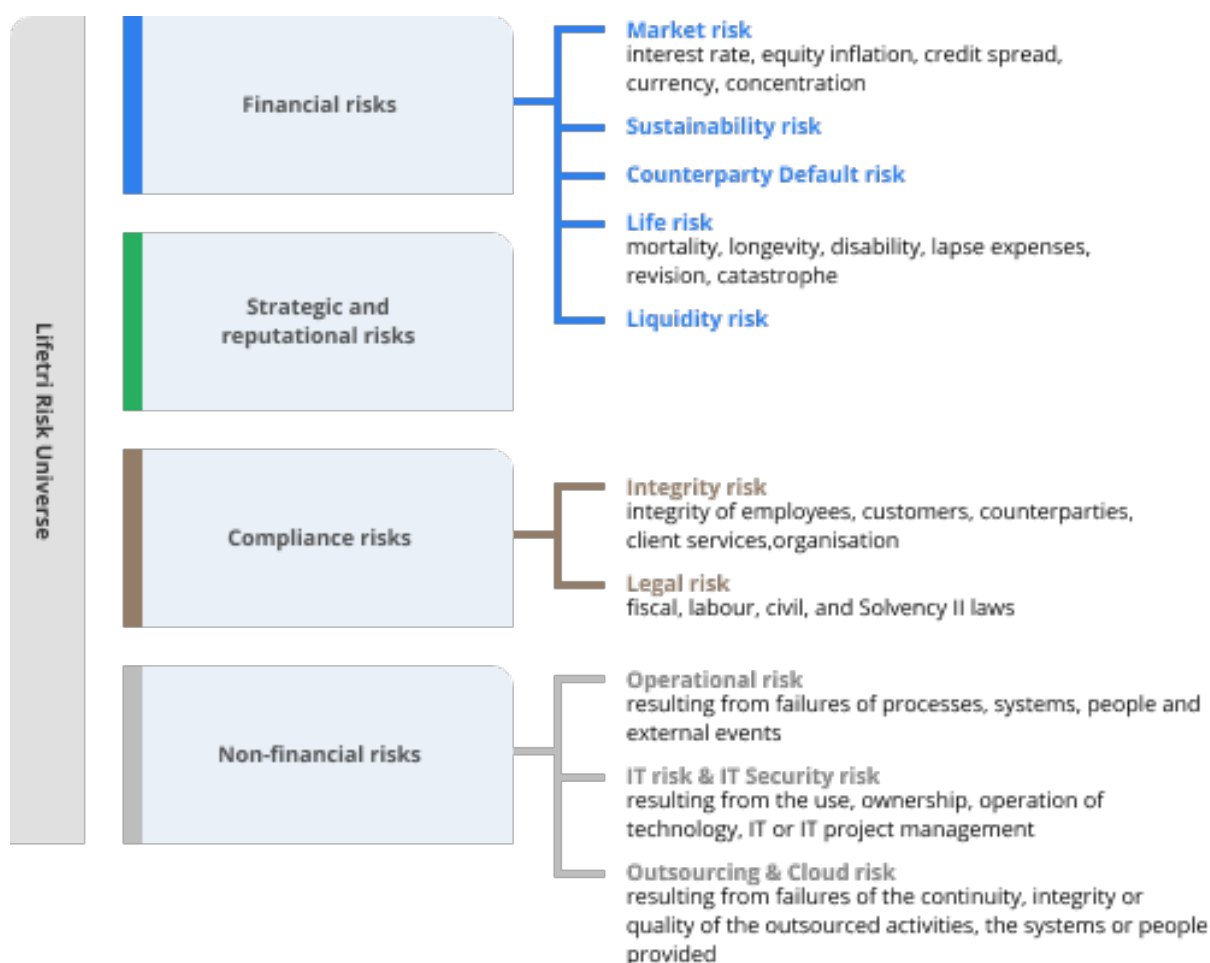 Lifetri Risk Universe
Financial risks
Market risk
interest rate, equity inflation, credit spread,
currency, concentration
Sustainability risk
Counterparty Default risk
Life risk
mortality, longevity, disability, lapse expenses,
revision, catastrophe
Liquidity risk
Strategic and
reputational risks
Compliance risks
Integrity risk
integrity of employees, customers, counterparties,
client services,organisation
Legal risk
fiscal, labour, civil, and Solvency II laws
Non-financial risks
Operational risk
resulting from failures of processes, systems, people and
external events
IT risk & IT Security risk
resulting from the use, ownership, operation of
technology, IT or IT project management
Outsourcing & Cloud risk
resulting from failures of the continuity, integrity or
quality of the outsourced activities, the systems or people
provided